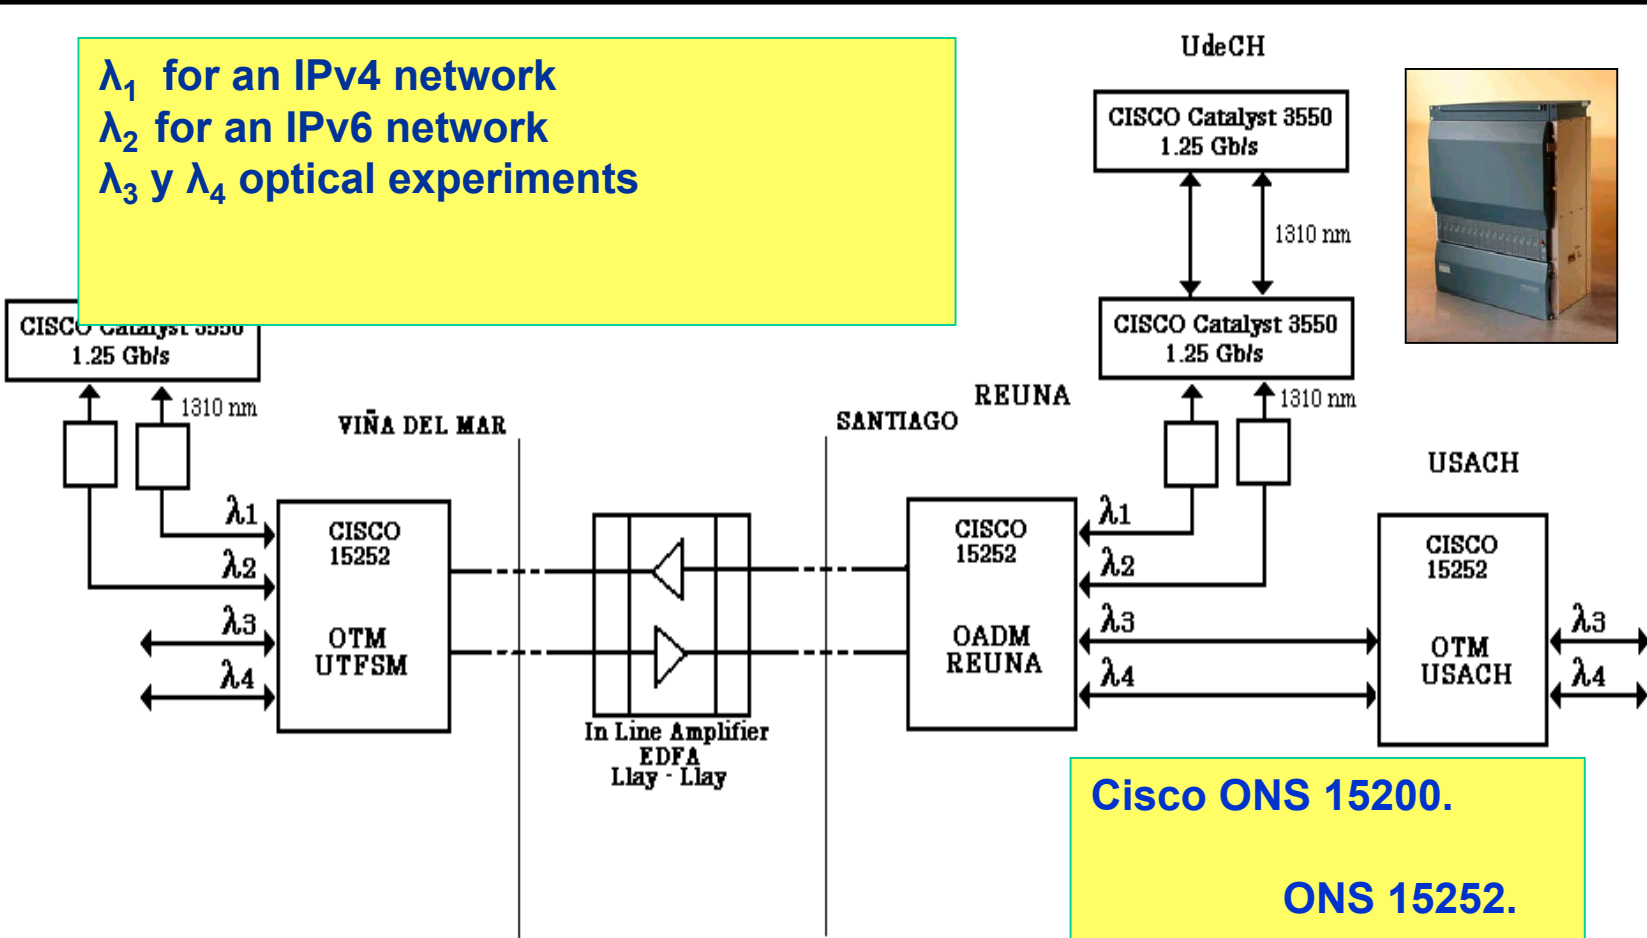 λ1 for an IPv4 network
λ2 for an IPv6 network
λ3 y λ4 optical experiments
UdeCH
CISCO Catalyst 3550
1.25 Gb/s
1310 nm
CISCO Catalyst 3550
1.25 Gb/s
CISCO Catalyst 3550
1.25 Gb/s
1310 nm
1310 nm
VIÑA DEL MAR
SANTIAGO
REUNA
USACH
λ1
λ2
λ3
λ4
CISCO
15252
OTM
UTFSM
In Line Amplifier
EDFA
Llay - Llay
CISCO
15252
OADM
REUNA
λ1
λ2
λ3
λ4
CISCO
15252
OTM
USACH
λ3
λ4
Cisco ONS 15200.
ONS 15252.